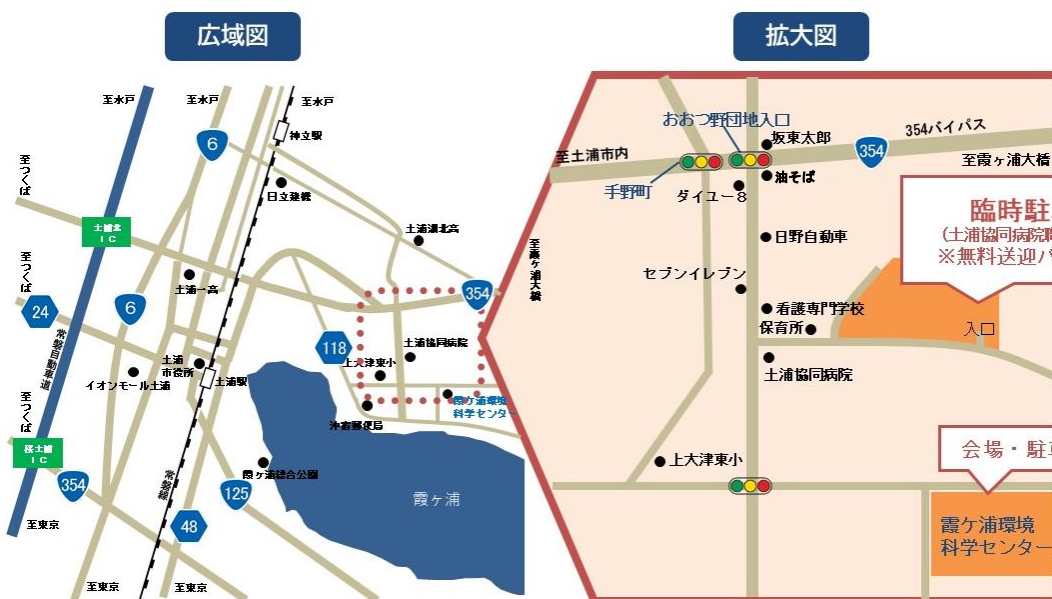 広域図
拡大図
至水戸
至水戸
至水戸
6
神立駅
至つくば
日立建機
土浦北
IC
土浦湖北高
至つくば
土浦一高
354
24
6
118
土浦協同病院
上大津東小
土浦
市役所
土浦駅
イオンモール土浦
常磐自動車道
霞ケ浦環境
科学センター
沖宿郵便局
至つくば
桜土浦
IC
354
霞ヶ浦総合公園
常磐線
125
霞ヶ浦
48
至東京
至東京
至東京
至霞ヶ浦大橋
おおつ野団地入口
坂東太郎
354バイパス
354
至土浦市内
至霞ヶ浦大橋
手野町
ダイユー8
油そば
臨時駐
(土浦協同病院
※無料送迎バ
日野自動車
セブンイレブン
看護専門学校
保育所
入口
土浦協同病院
上大津東小
会場・駐
霞ケ浦環境
科学センター